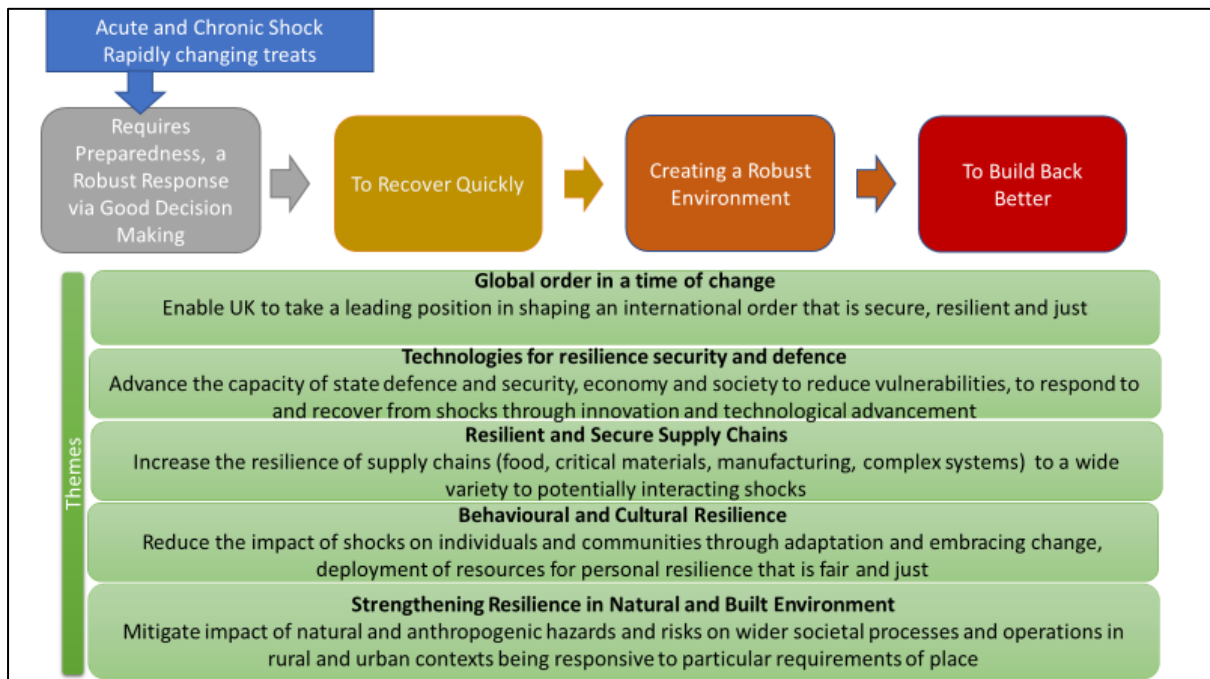 Acute and Chronic Shock
Rapidly changing treats
Requires
Preparedness, a
Robust Response
via Good Decision
Making
To Recover Quickly
Creating a Robust
Environment
To Build Back
Better
Themes
Global order in a time of change
Enable UK to take a leading position in shaping an international order that is secure, resilient and just
Technologies for resilience security and defence
Advance the capacity of state defence and security, economy and society to reduce vulnerabilities, to respond to
and recover from shocks through innovation and technological advancement
Resilient and Secure Supply Chains
Increase the resilience of supply chains (food, critical materials, manufacturing, complex systems) to a wide
variety to potentially interacting shocks
Behavioural and Cultural Resilience
Reduce the impact of shocks on individuals and communities through adaptation and embracing change,
deployment of resources for personal resilience that is fair and just
Strengthening Resilience in Natural and Built Environment
Mitigate impact of natural and anthropogenic hazards and risks on wider societal processes and operations in
rural and urban contexts being responsive to particular requirements of place